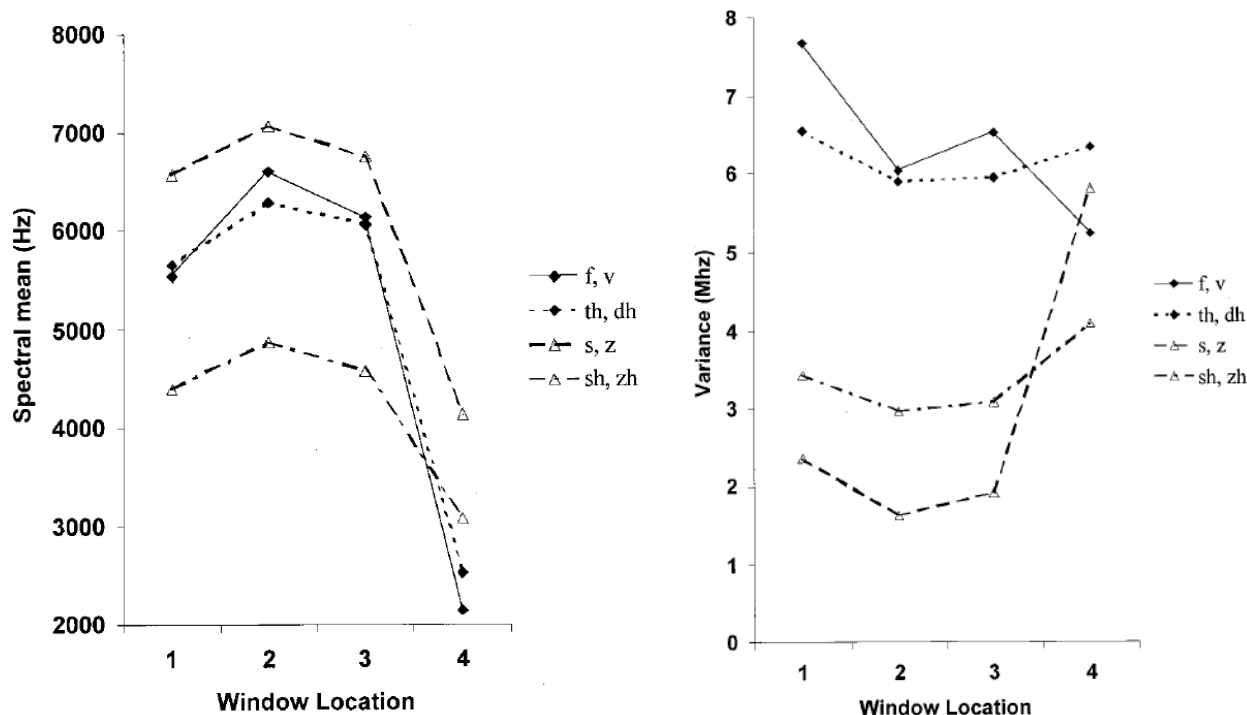 8000
7000
6000
5000
4000
3000
2000
Spectral mean (Hz)
1 2 3 4
Window Location
f, v
th, dh
s, z
sh, zh
8
7
6
5
4
3
2
1
0
Variance (Mhz)
1 2 3 4
Window Location
f, v
th, dh
s, z
sh, zh